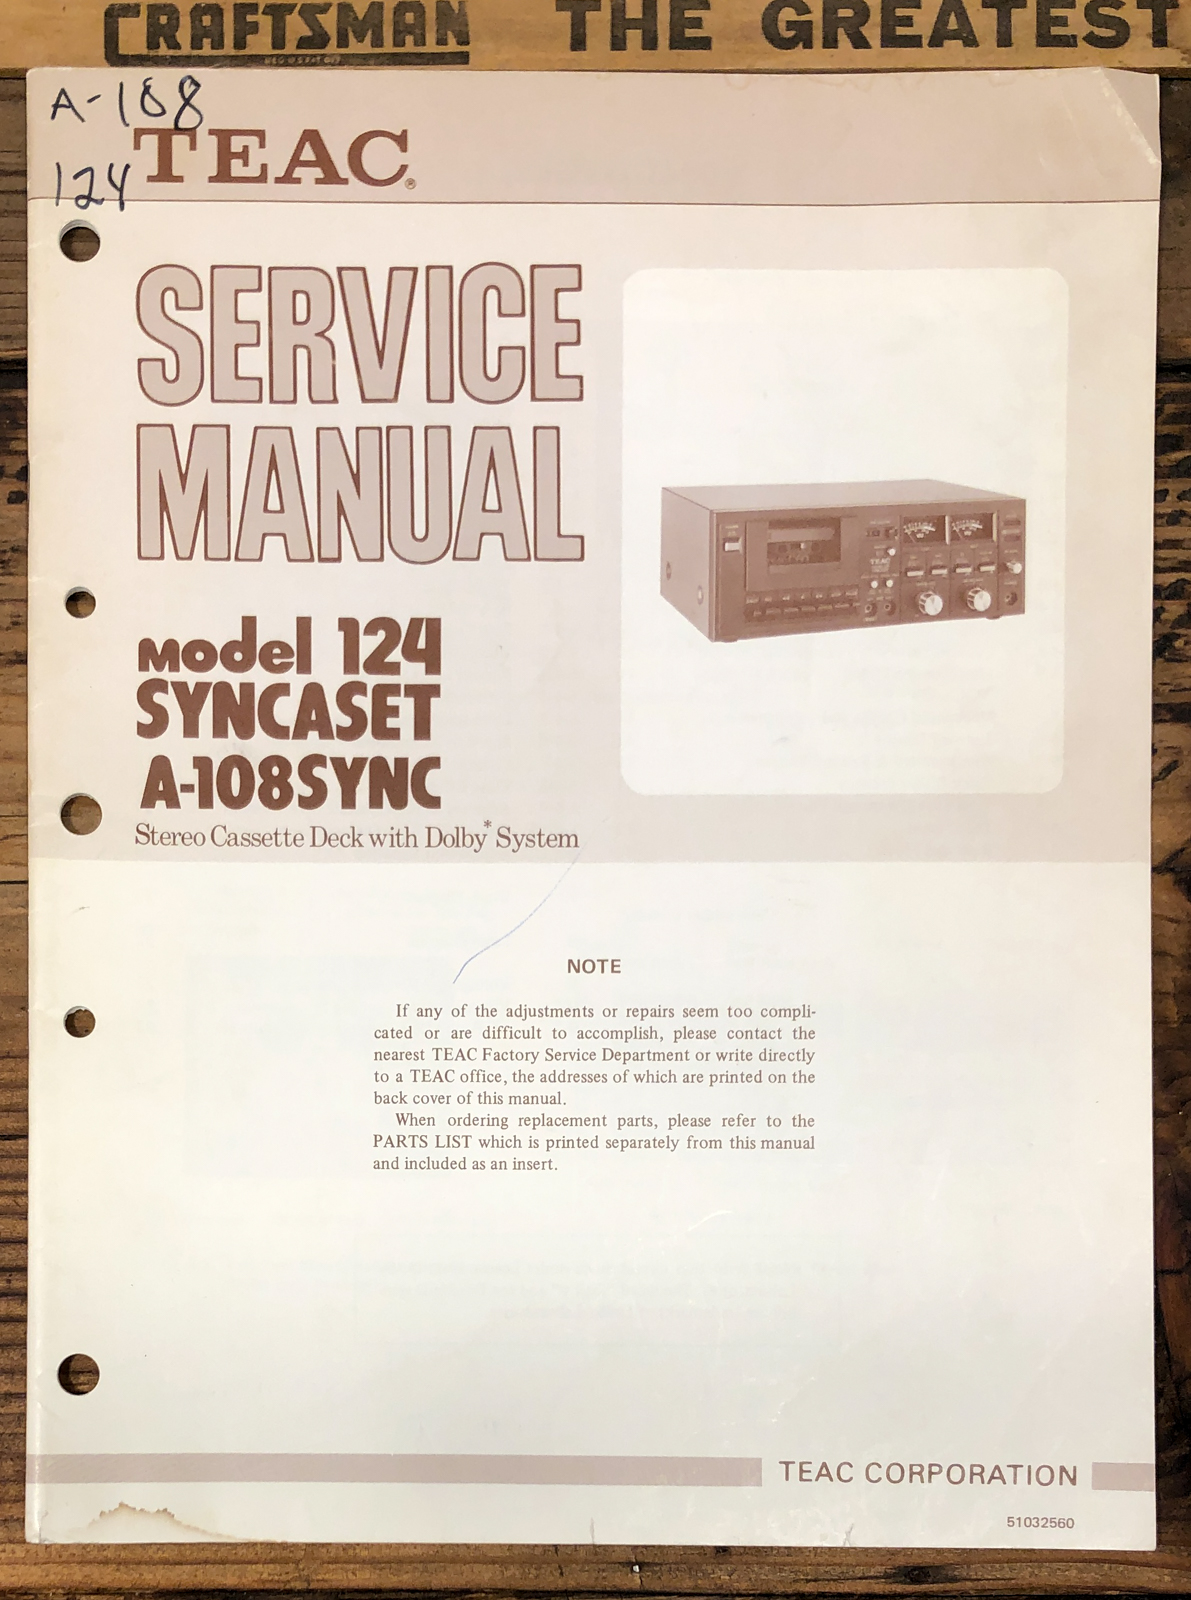 CRAFTSMAN THE GREATEST
A-108
124
TEAC®
SERVICE
MANUAL
Model 124
SYNCASET
A-108SYNC
Stereo Cassette Deck with Dolby* System
TEAC
NOTE
If any of the adjustments or repairs seem too compli-
cated or are difficult to accomplish, please contact the
nearest TEAC Factory Service Department or write directly
to a TEAC office, the addresses of which are printed on the
back cover of this manual.
When ordering replacement parts, please refer to the
PARTS LIST which is printed separately from this manual
and included as an insert.
TEAC CORPORATION
51032560